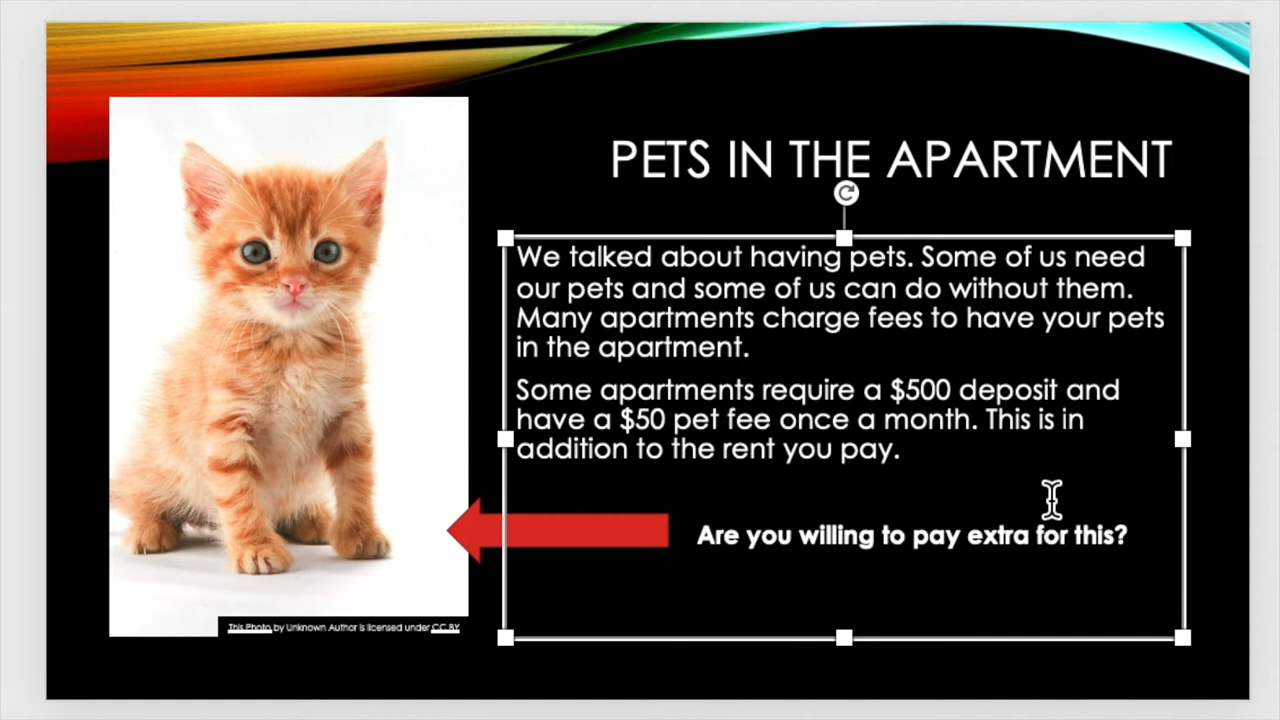 PETS IN THE APARTMENT
We talked about having pets. Some of us need
our pets and some of us can do without them.
Many apartments charge fees to have your pets
in the apartment.
Some apartments require a $500 deposit and
have a $50 pet fee once a month. This is in
addition to the rent you pay.
Are you willing to pay extra for this?
This Photo by Unknown Author is licensed under CC BY